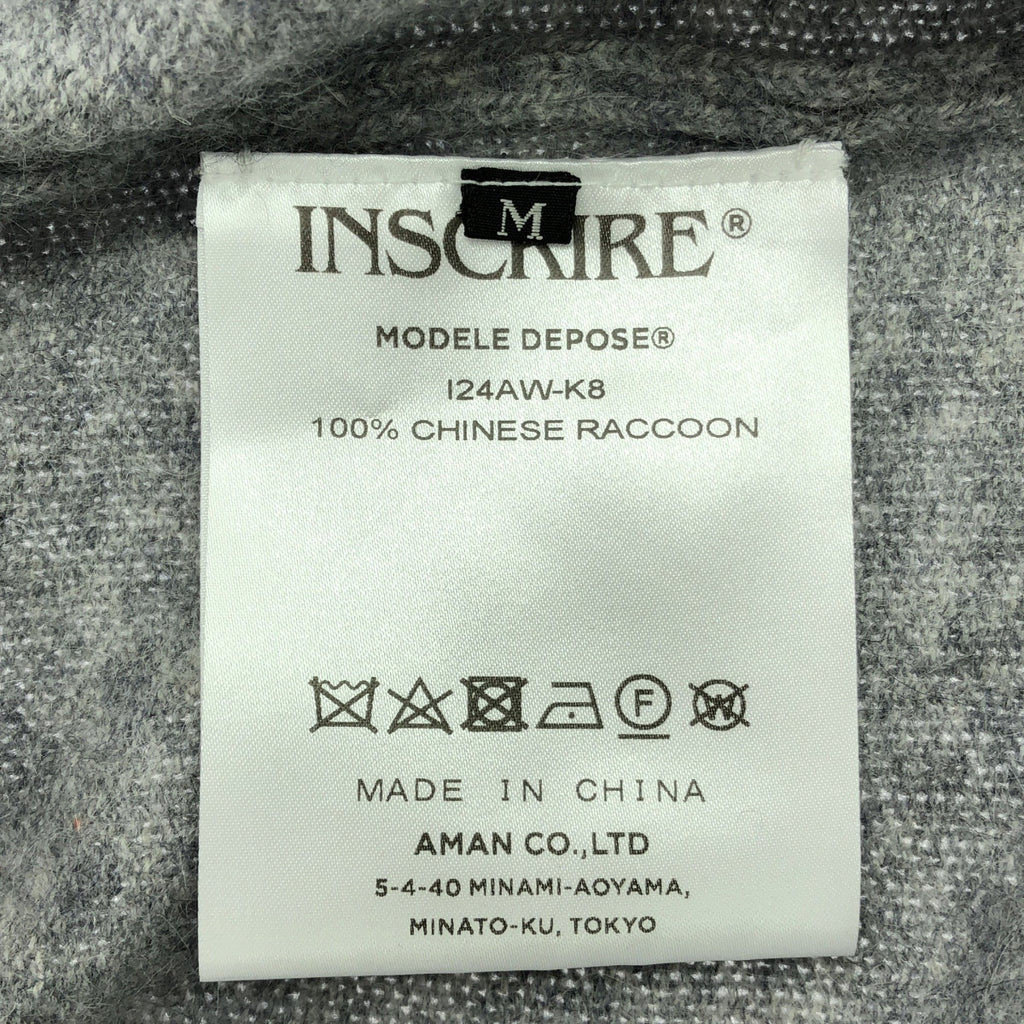 M
INSCRIRE®
MODELE DEPOSE®
I24AW-K8
100% CHINESE RACCOON
F
W
MADE IN CHINA
AMAN CO.,LTD
5-4-40 MINAMI-AOYAMA,
MINATO-KU, TOKYO